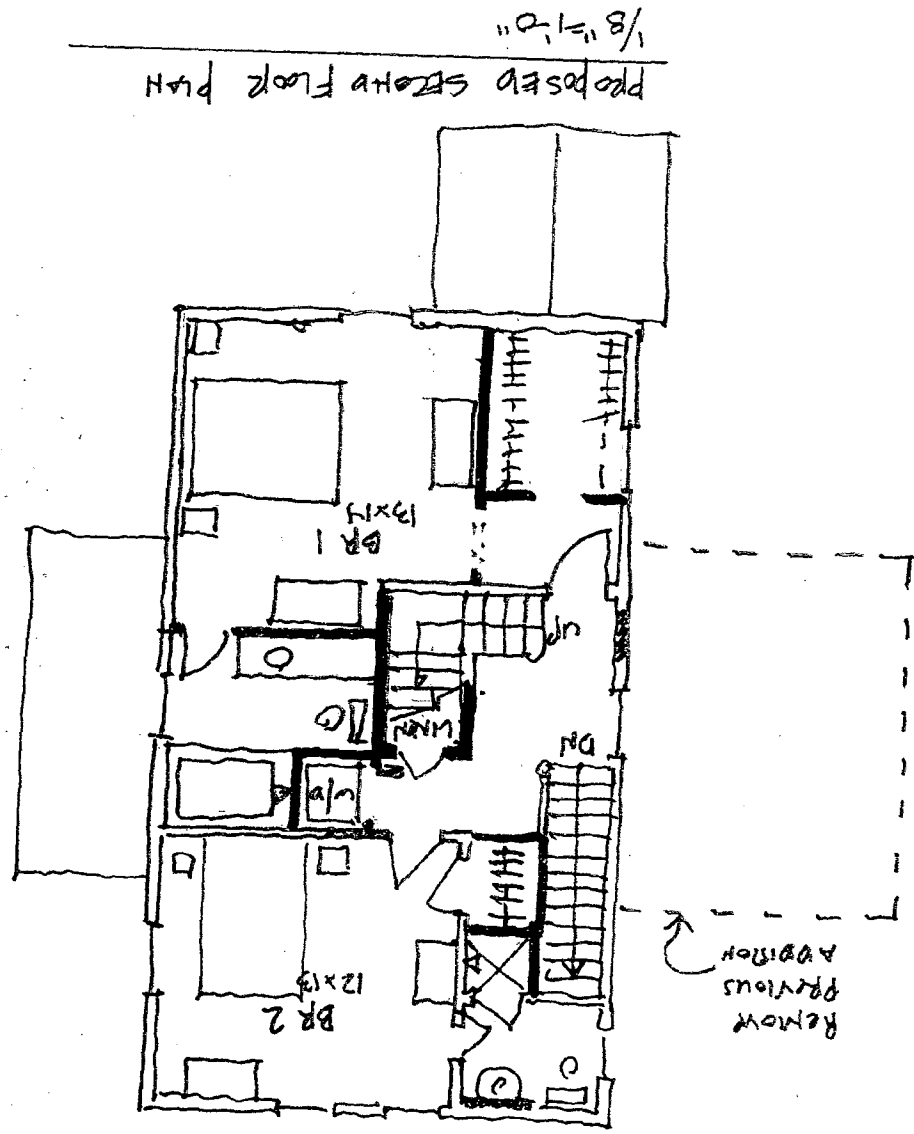 REMOVE
PREVIOUS
ADDITION
BR 2
12x13
W/D
DN
LINEN
UP
BR 1
13x14
PROPOSED SECOND FLOOR PLAN
1/8"=1'-0"